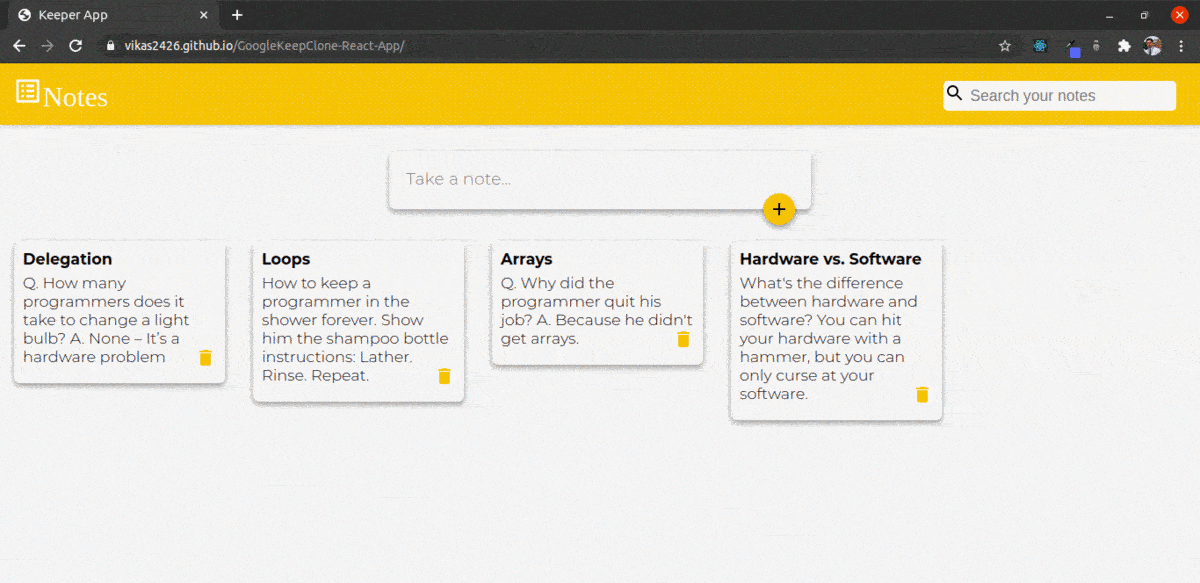 Keeper App
vikas2426.github.io/GoogleKeepClone-React-App/
Notes
Search your notes
Take a note...
Delegation
Q. How many
programmers does it
take to change a light
bulb? A. None – It’s a
hardware problem
Loops
How to keep a
programmer in the
shower forever. Show
him the shampoo bottle
instructions: Lather.
Rinse. Repeat.
Arrays
Q. Why did the
programmer quit his
job? A. Because he didn't
get arrays.
Hardware vs. Software
What's the difference
between hardware and
software? You can hit
your hardware with a
hammer, but you can
only curse at your
software.